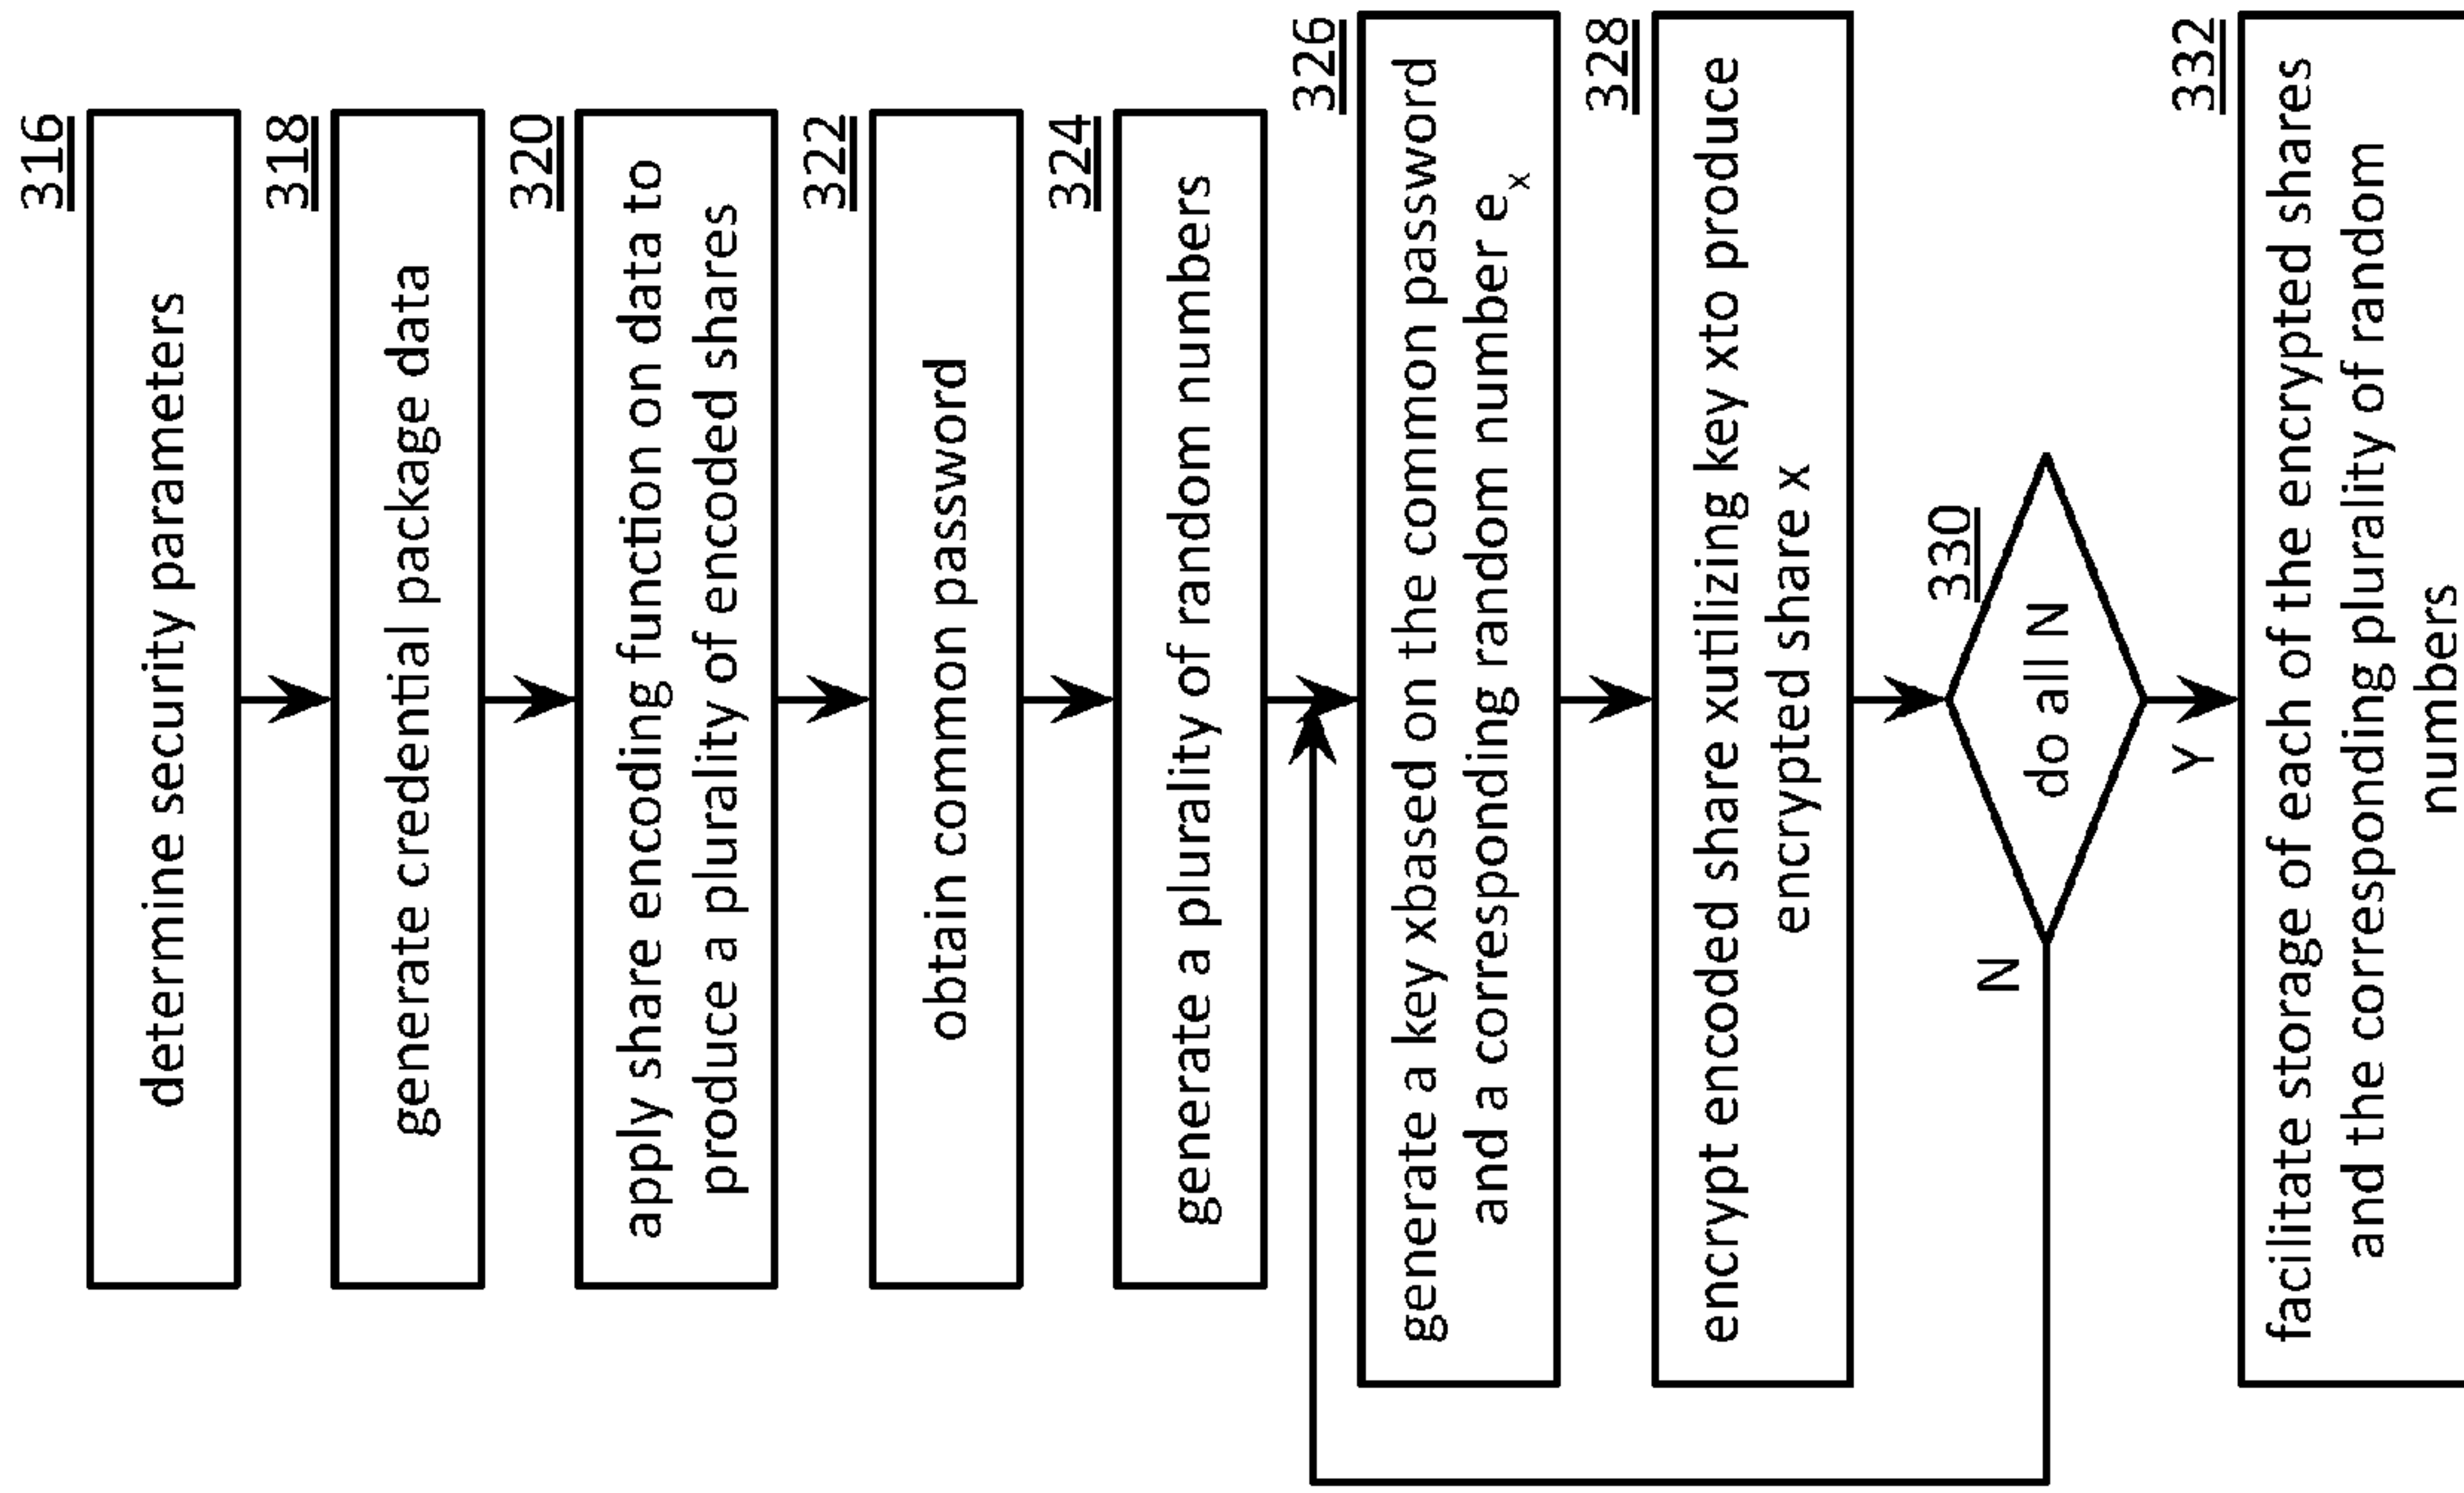 316
determine security parameters
318
generate credential package data
320
apply share encoding function on data to
produce a plurality of encoded shares
322
obtain common password
324
generate a plurality of random numbers
326
generate a key xbased on the common password
and a corresponding random number ex
328
encrypt encoded share xutilizing key xto produce
encrypted share x
330
do all N
N
Y
332
facilitate storage of each of the encrypted shares
and the corresponding plurality of random
numbers